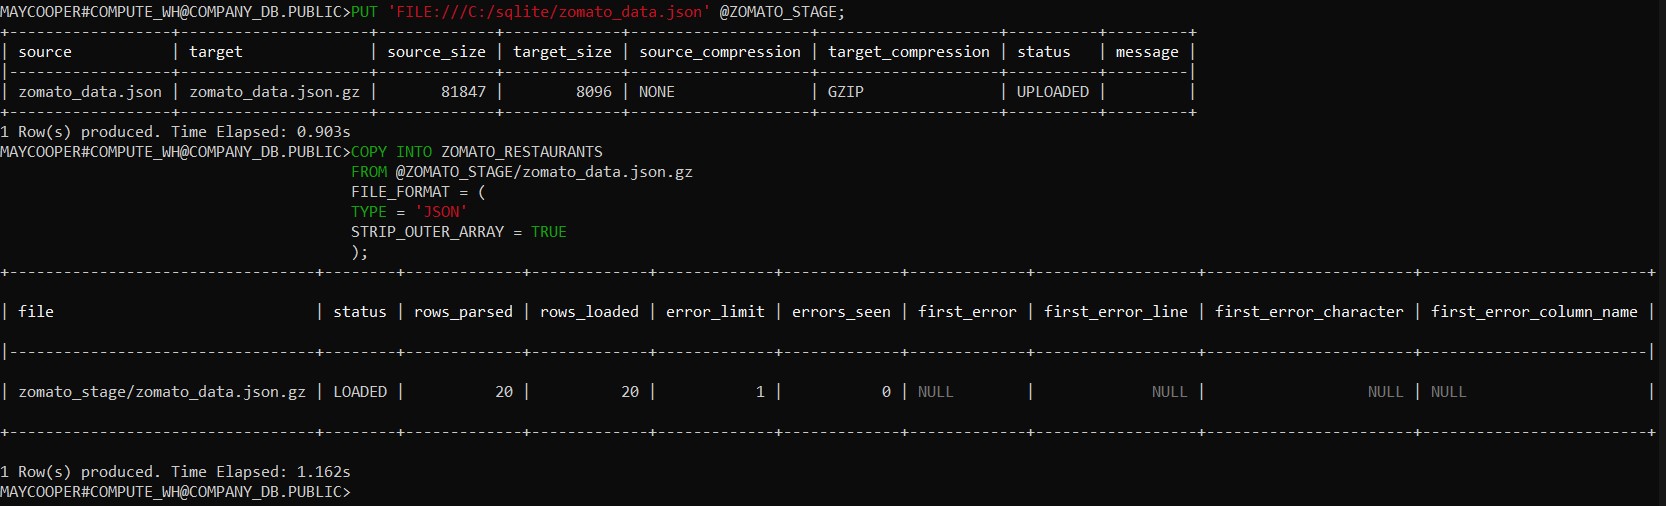 MAYCOOPER#COMPUTE_WH@COMPANY_DB.PUBLIC>PUT 'FILE:///C:/sqlite/zomato_data.json' @ZOMATO_STAGE;
+-----------------+--------------------+-------------+-------------+--------------------+--------------------+----------+---------+
| source          | target             | source_size | target_size | source_compression | target_compression | status   | message |
|-----------------+--------------------+-------------+-------------+--------------------+--------------------+----------+---------|
| zomato_data.json | zomato_data.json.gz |       81847 |        8096 | NONE               | GZIP               | UPLOADED |         |
+-----------------+--------------------+-------------+-------------+--------------------+--------------------+----------+---------+
1 Row(s) produced. Time Elapsed: 0.903s
MAYCOOPER#COMPUTE_WH@COMPANY_DB.PUBLIC>COPY INTO ZOMATO_RESTAURANTS
FROM @ZOMATO_STAGE/zomato_data.json.gz
FILE_FORMAT = (
TYPE = 'JSON'
STRIP_OUTER_ARRAY = TRUE
);
+----------------------------------+--------+-------------+-------------+-------------+-------------+-------------+------------------+-----------------------+-------------------------+
| file                             | status | rows_parsed | rows_loaded | error_limit | errors_seen | first_error | first_error_line | first_error_character | first_error_column_name |
|----------------------------------+--------+-------------+-------------+-------------+-------------+-------------+------------------+-----------------------+-------------------------|
| zomato_stage/zomato_data.json.gz | LOADED |          20 |          20 |           1 |           0 | NULL        |             NULL |                  NULL | NULL                    |
+----------------------------------+--------+-------------+-------------+-------------+-------------+-------------+------------------+-----------------------+-------------------------+
1 Row(s) produced. Time Elapsed: 1.162s
MAYCOOPER#COMPUTE_WH@COMPANY_DB.PUBLIC>